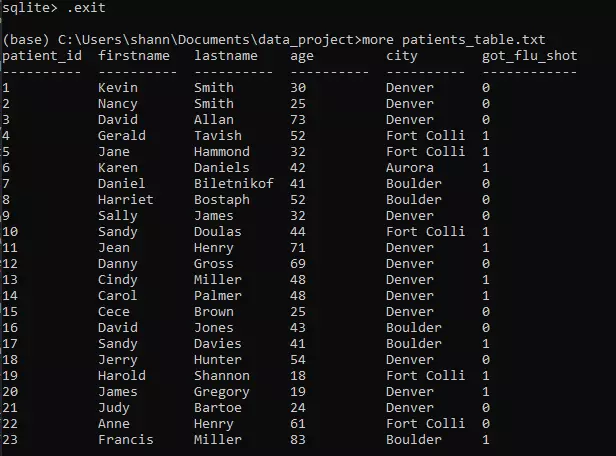 sqlite> .exit
(base) C:\Users\shann\Documents\data_project>more patients_table.txt
patient_id  firstname   lastname    age         city        got_flu_shot
----------  ----------  ----------  ----------  ----------  ------------
1           Kevin       Smith       30          Denver      0
2           Nancy       Smith       25          Denver      0
3           David       Allan       73          Denver      0
4           Gerald      Tavish      52          Fort Colli  1
5           Jane        Hammond     32          Fort Colli  1
6           Karen       Daniels     42          Aurora      1
7           Daniel      Biletnikof  41          Boulder     0
8           Harriet     Bostaph     52          Boulder     0
9           Sally       James       32          Denver      0
10          Sandy       Doulas      44          Fort Colli  1
11          Jean        Henry       71          Denver      1
12          Danny       Gross       69          Denver      0
13          Cindy       Miller      48          Denver      1
14          Carol       Palmer      48          Denver      1
15          Cece        Brown       25          Denver      0
16          David       Jones       43          Boulder     0
17          Sandy       Davies      41          Boulder     1
18          Jerry       Hunter      54          Denver      0
19          Harold      Shannon     18          Fort Colli  1
20          James       Gregory     19          Denver      1
21          Judy        Bartoe      24          Denver      0
22          Anne        Henry       61          Fort Colli  0
23          Francis     Miller      83          Boulder     1